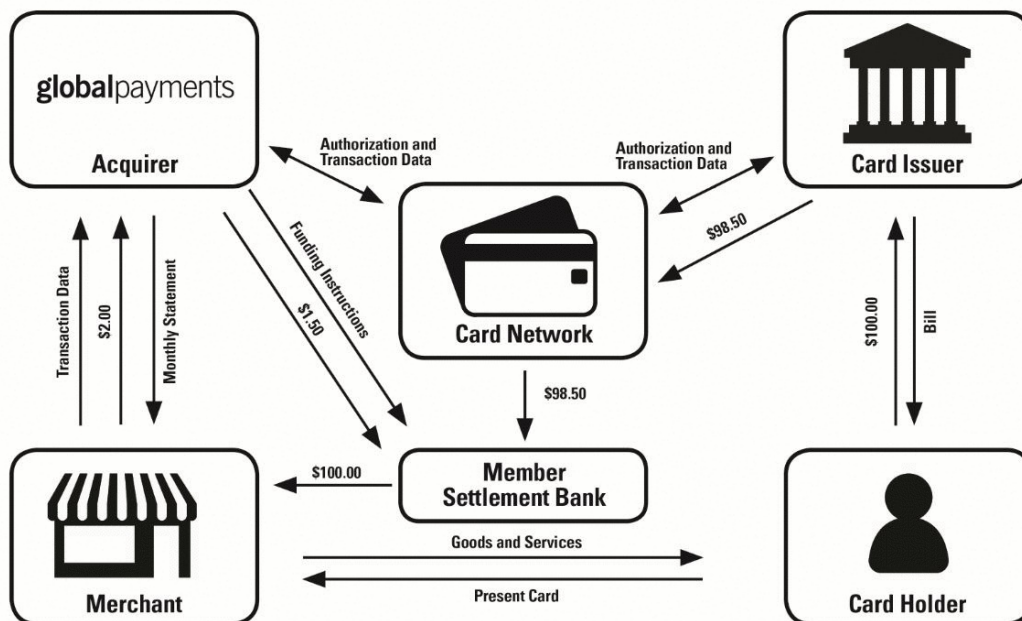 globalpayments
Acquirer
Authorization and
Transaction Data
Authorization and
Transaction Data
Card Issuer
Funding Instructions
$1.50
Card Network
$98.50
Transaction Data
$2.00
Monthly Statement
$100.00
Bill
$98.50
$100.00
Member
Settlement Bank
Goods and Services
Present Card
Merchant
Card Holder